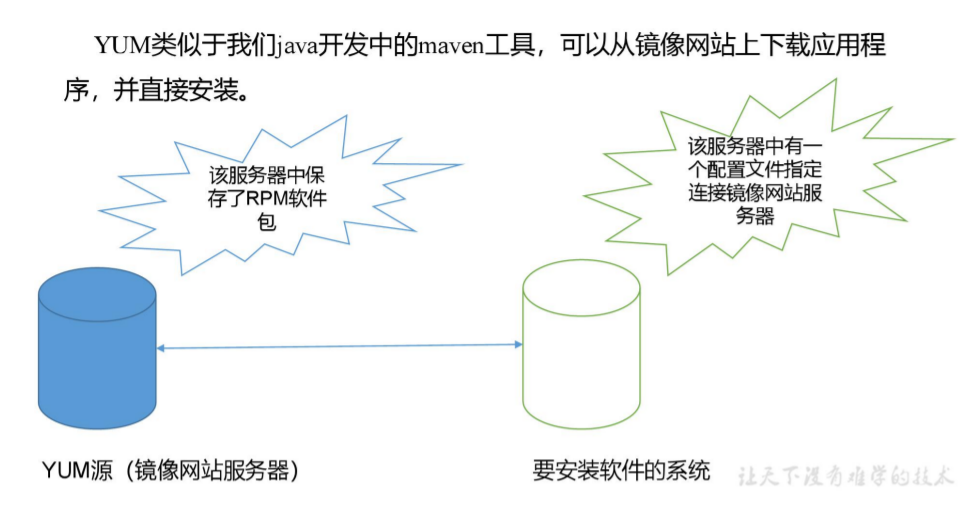 YUM类似于我们java开发中的maven工具，可以从镜像网站上下载应用程
序，并直接安装。
该服务器中保
存了RPM软件
包
该服务器中有一
个配置文件指定
连接镜像网站服
务器
YUM源（镜像网站服务器）
要安装软件的系统
让天下没有难学的技术